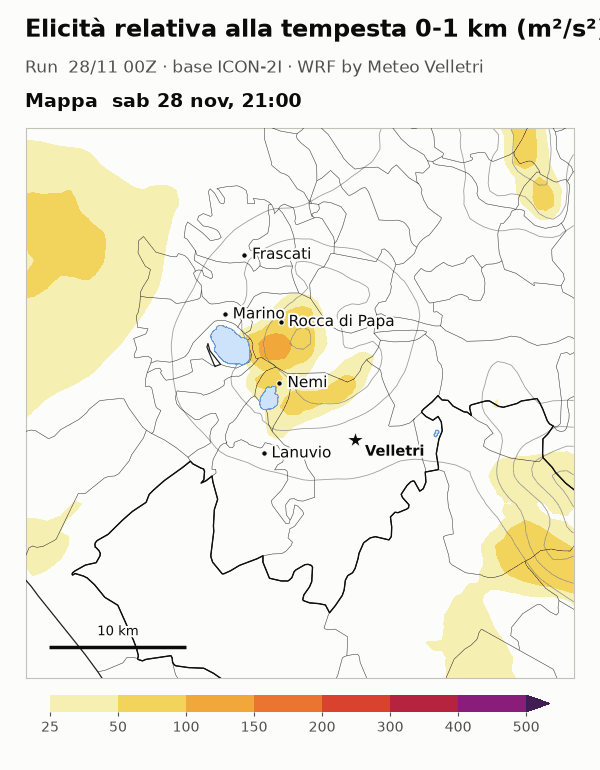 Elicità relativa alla tempesta 0-1 km (m²/s²)
Run 28/11 00Z · base ICON-2I · WRF by Meteo Velletri
Mappa sab 28 nov, 21:00
Frascati
Marino
Rocca di Papa
Nemi
Velletri
Lanuvio
10 km
25 50 100 150 200 300 400 500